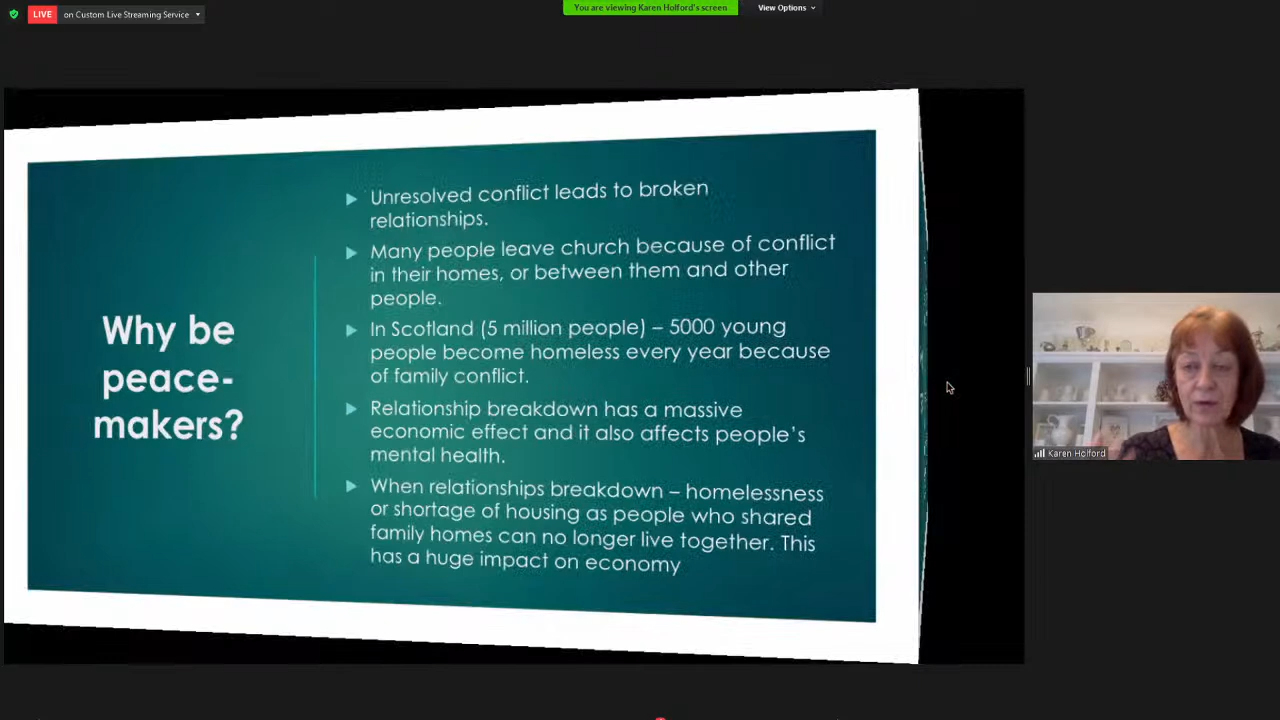 LIVE on Custom Live Streaming Service
You are viewing Karen Holford's screen
View Options
Why be
peace-
makers?
Unresolved conflict leads to broken
relationships.
Many people leave church because of conflict
in their homes, or between them and other
people.
In Scotland (5 million people) – 5000 young
people become homeless every year because
of family conflict.
Relationship breakdown has a massive
economic effect and it also affects people’s
mental health.
When relationships breakdown – homelessness
or shortage of housing as people who shared
family homes can no longer live together. This
has a huge impact on economy
Karen Holford